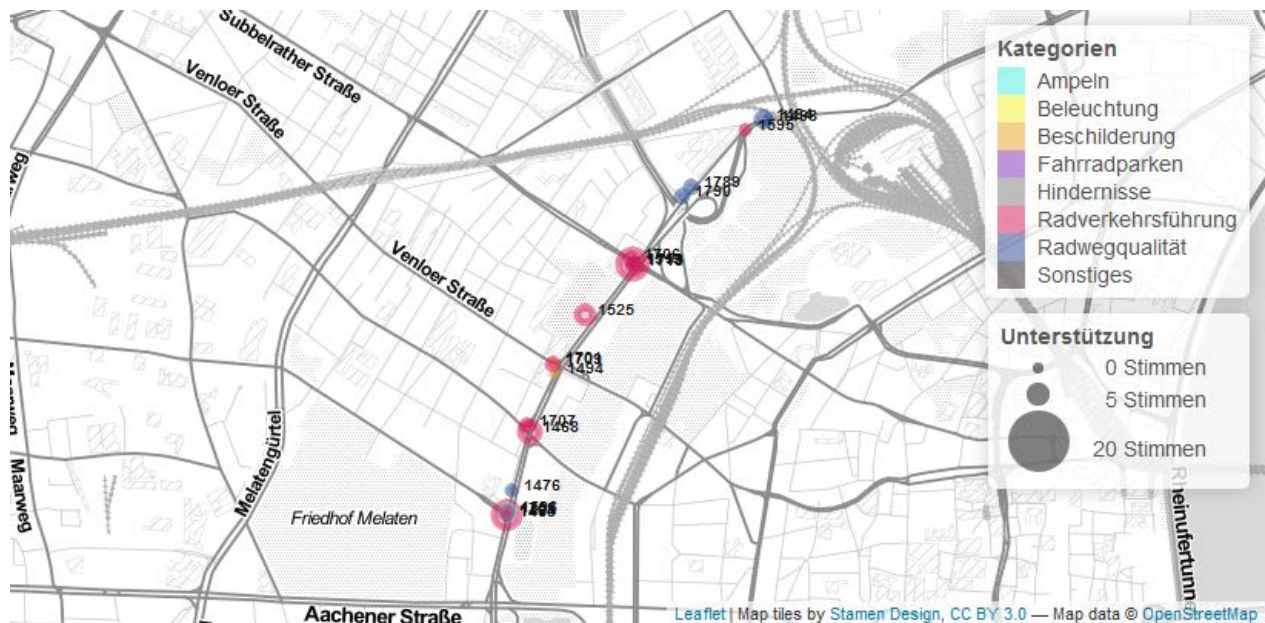 Subbelrather Straße
Venloer Straße
Kategorien
Ampeln
Beleuchtung
Beschilderung
Fahrradparken
Hindernisse
Radverkehrsführung
Radwegqualität
Sonstiges
1595
1789
1790
Venloer Straße
1525
1494
1707
1468
1476
Unterstützung
0 Stimmen
5 Stimmen
20 Stimmen
Melatengürtel
Maarweg
Friedhof Melaten
Aachener Straße
Leaflet | Map tiles by Stamen Design, CC BY 3.0 — Map data © OpenStreetMap